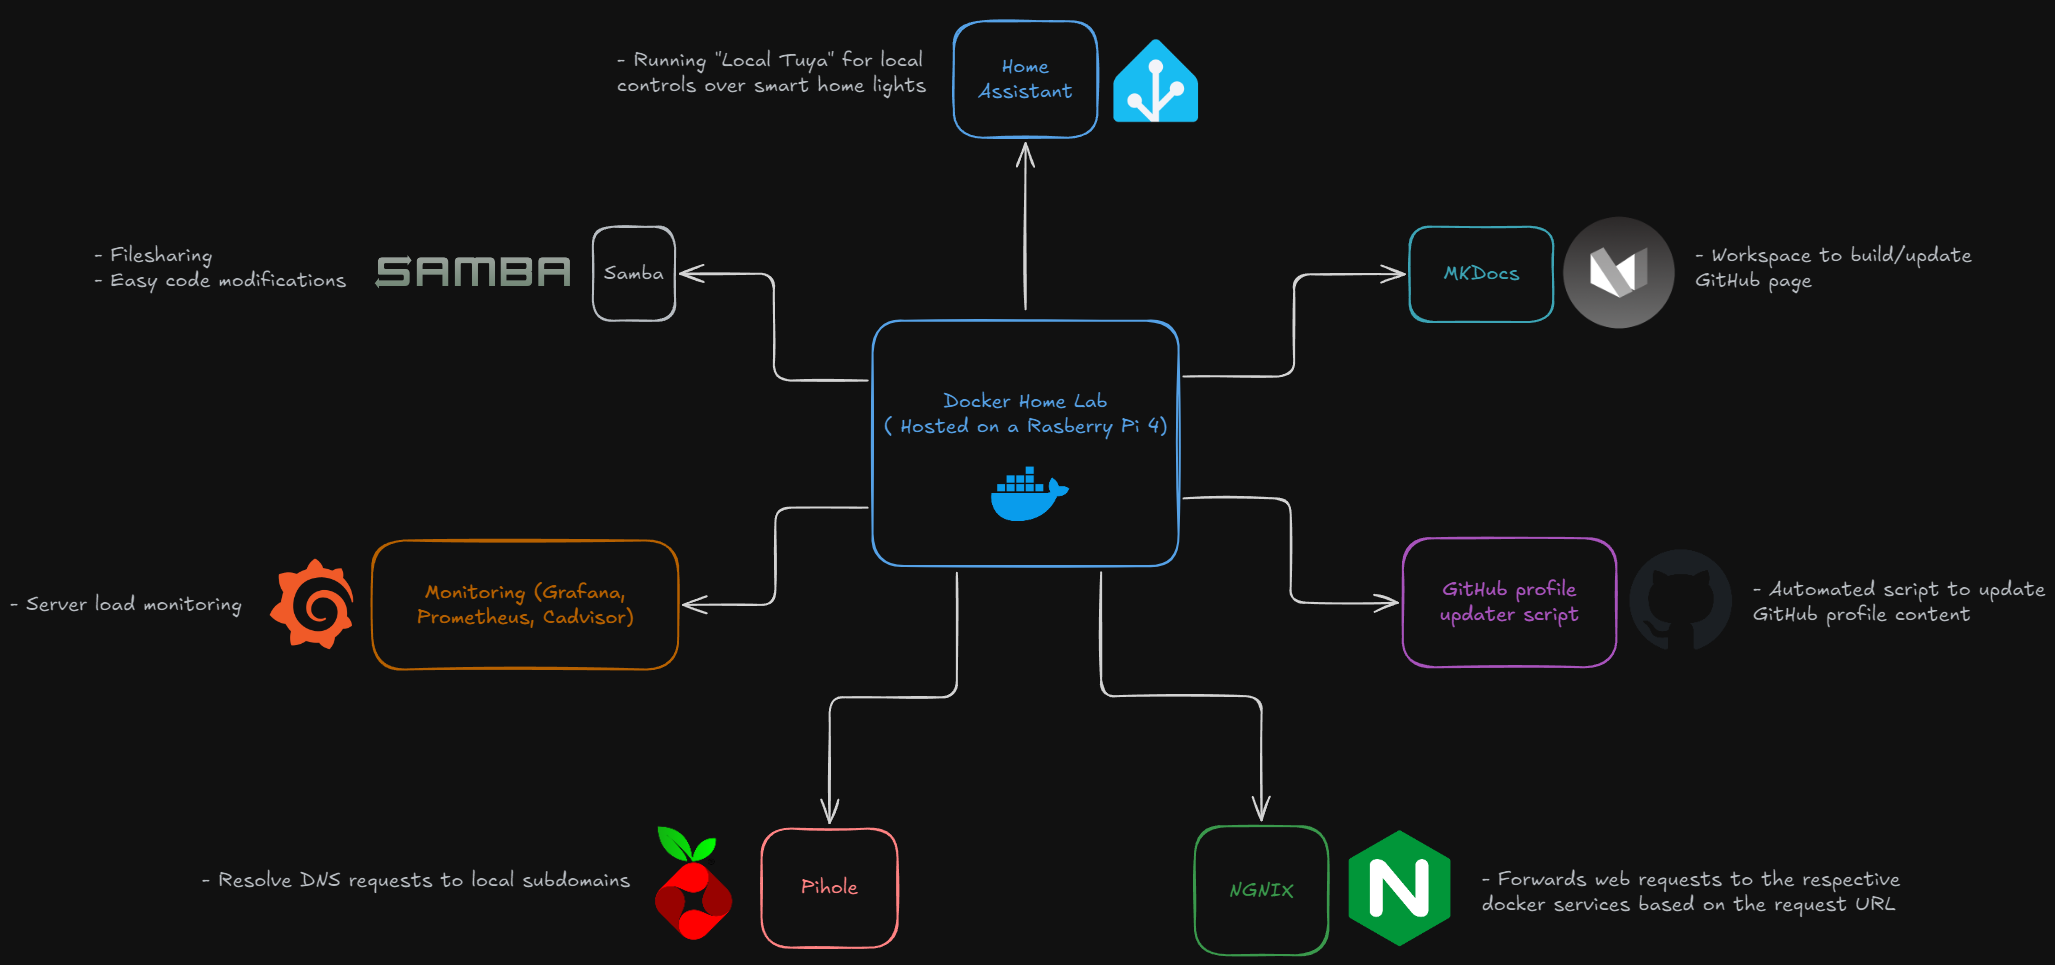 - Running "Local Tuya" for local
controls over smart home lights
Home
Assistant
- Filesharing
- Easy code modifications
SAMBA
Samba
MKDocs
- Workspace to build/update
GitHub page
Docker Home Lab
( Hosted on a Rasberry Pi 4)
- Server load monitoring
Monitoring (Grafana,
Prometheus, Cadvisor)
GitHub profile
updater script
- Automated script to update
GitHub profile content
- Resolve DNS requests to local subdomains
Pihole
NGNIX
N
- Forwards web requests to the respective
docker services based on the request URL